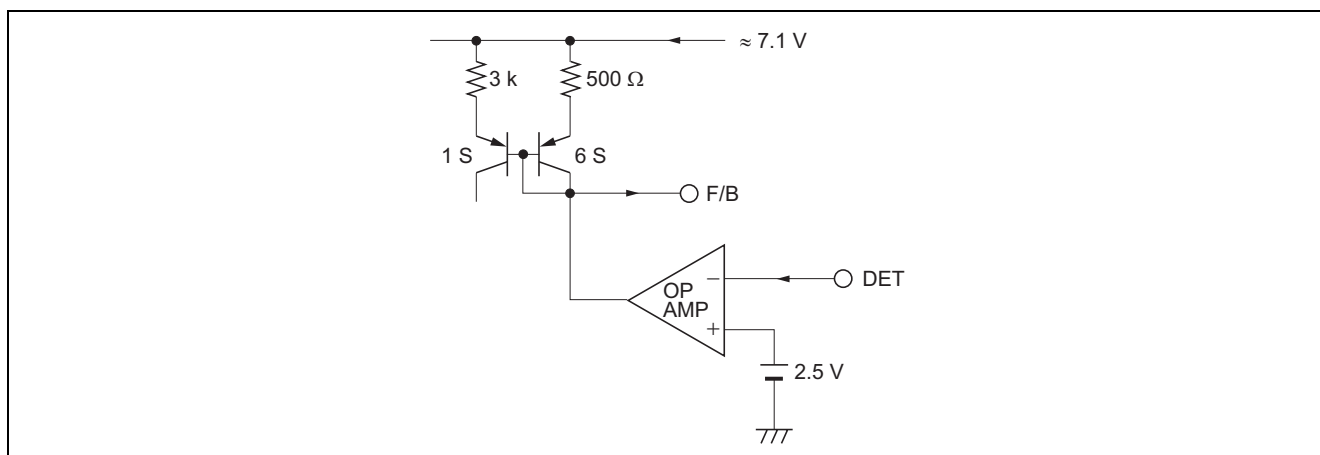 ≈ 7.1 V
3 k
500 Ω
1 S
6 S
F/B
OP
AMP
−
+
DET
2.5 V